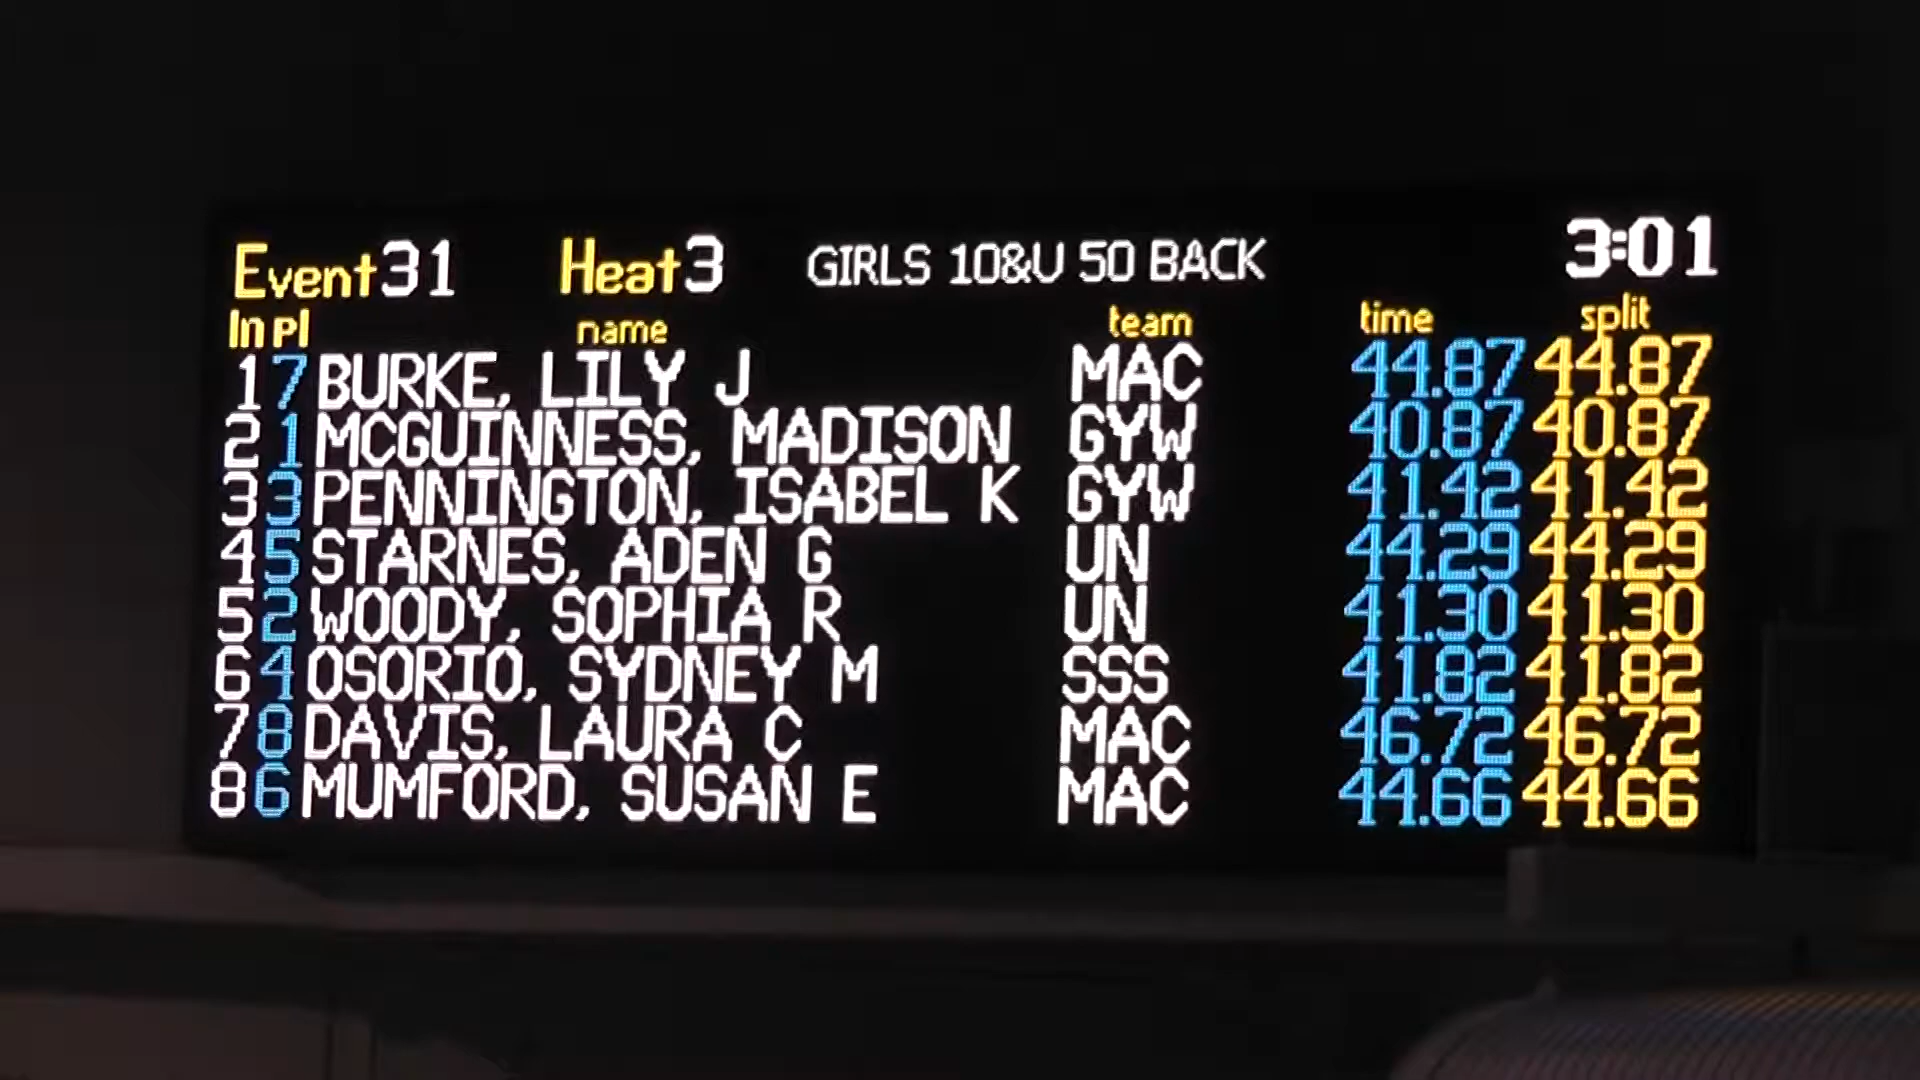 Event31 Heat3 GIRLS 10&U 50 BACK 3:01
ln pl name team time split
1 7 BURKE, LILY J MAC 44.87 44.87
2 1 MCGUINNESS, MADISON GYW 40.87 40.87
3 3 PENNINGTON, ISABEL K GYW 41.42 41.42
4 5 STARNES, ADEN G UN 44.29 44.29
5 2 WOODY, SOPHIA R UN 41.30 41.30
6 4 OSORIO, SYDNEY M SSS 41.82 41.82
7 8 DAVIS, LAURA C MAC 46.72 46.72
8 6 MUMFORD, SUSAN E MAC 44.66 44.66